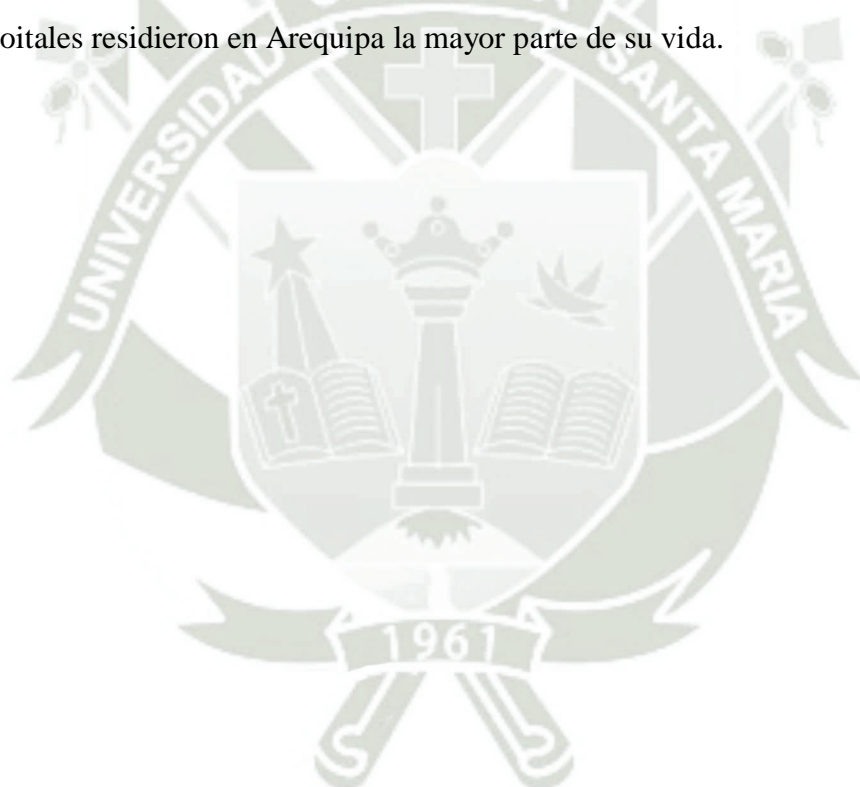 oitales residieron en Arequipa la mayor parte de su vida.
UNIVERSIDAD
SANTA MARIA
1961